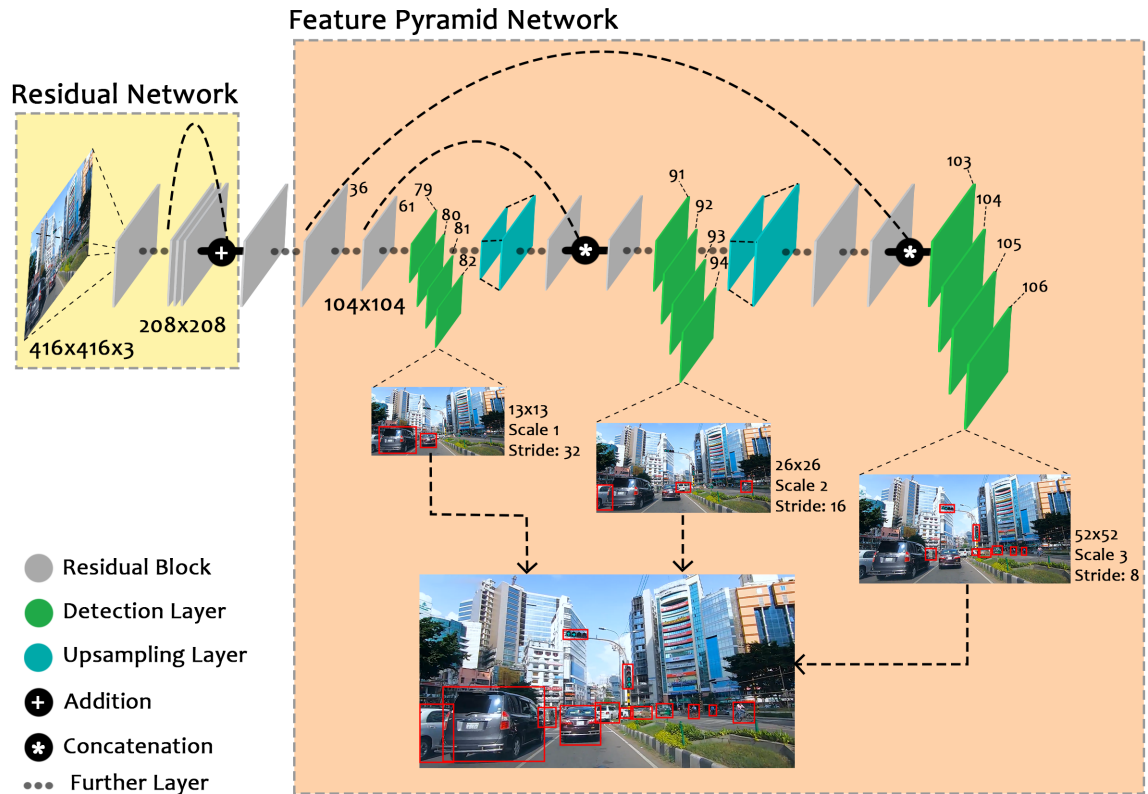 Feature Pyramid Network
Residual Network
416x416x3
208x208
+
36
61
104x104
79
80
81
82
*
91
92
93
94
*
103
104
105
106
13x13
Scale 1
Stride: 32
26x26
Scale 2
Stride: 16
52x52
Scale 3
Stride: 8
Residual Block
Detection Layer
Upsampling Layer
+ Addition
* Concatenation
Further Layer